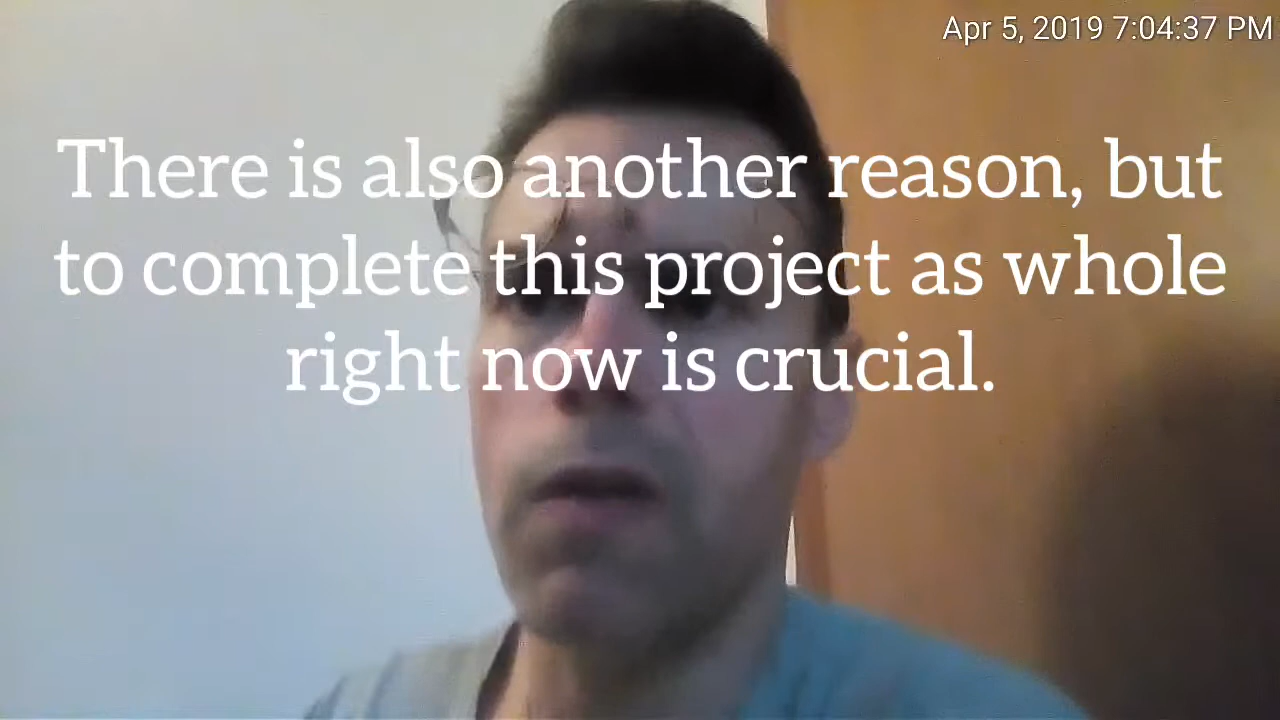 Apr 5, 2019 7:04:37 PM
There is also another reason, but
to complete this project as whole
right now is crucial.